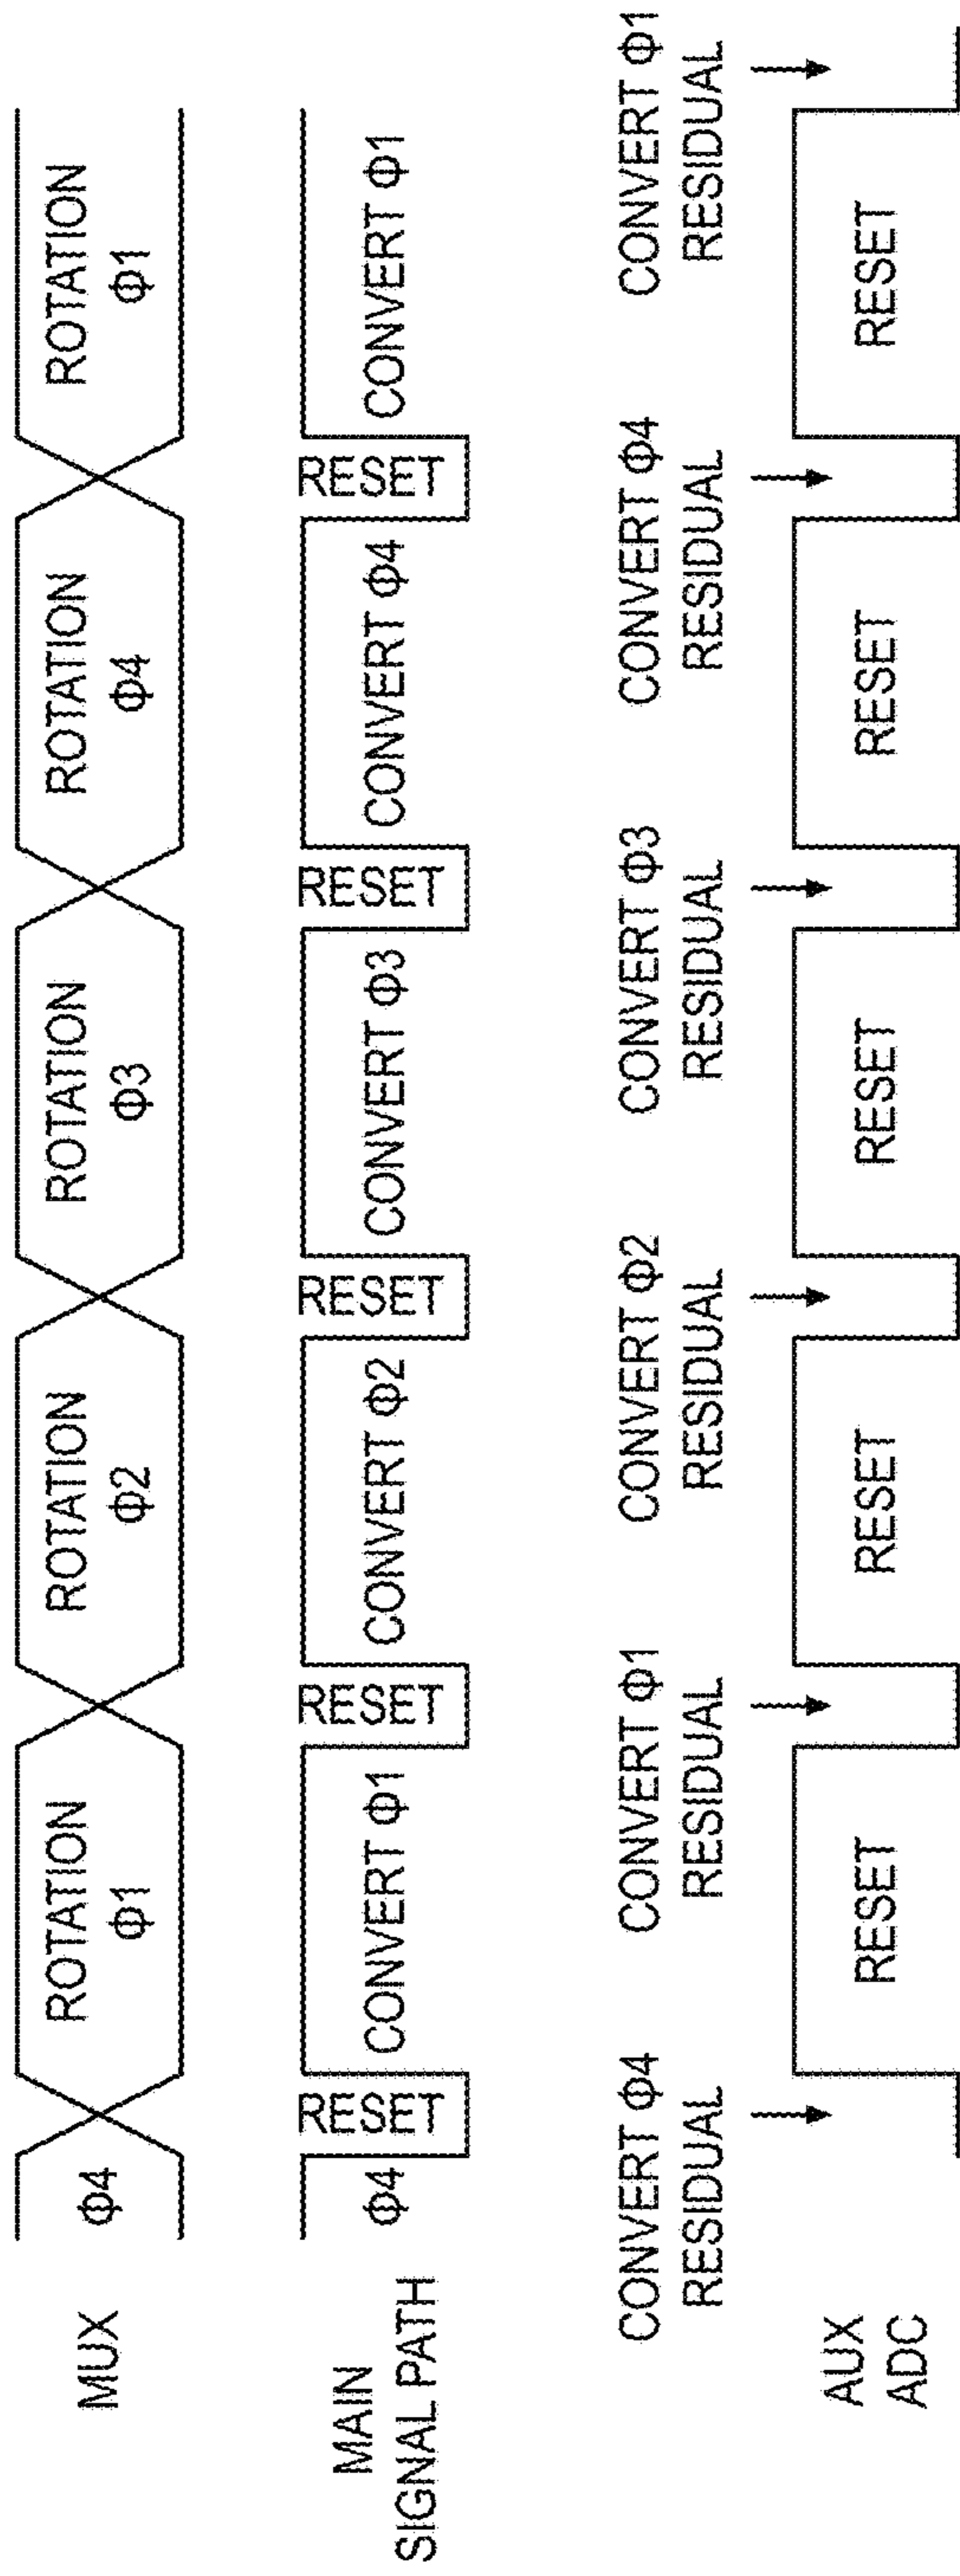 MUX
Φ4
ROTATION
Φ1
ROTATION
Φ2
ROTATION
Φ3
ROTATION
Φ4
ROTATION
Φ1
MAIN
SIGNAL PATH
Φ4
RESET
CONVERT Φ1
RESET
CONVERT Φ2
RESET
CONVERT Φ3
RESET
CONVERT Φ4
RESET
CONVERT Φ1
CONVERT Φ4
RESIDUAL
CONVERT Φ1
RESIDUAL
CONVERT Φ2
RESIDUAL
CONVERT Φ3
RESIDUAL
CONVERT Φ4
RESIDUAL
CONVERT Φ1
RESIDUAL
AUX
ADC
RESET
RESET
RESET
RESET
RESET